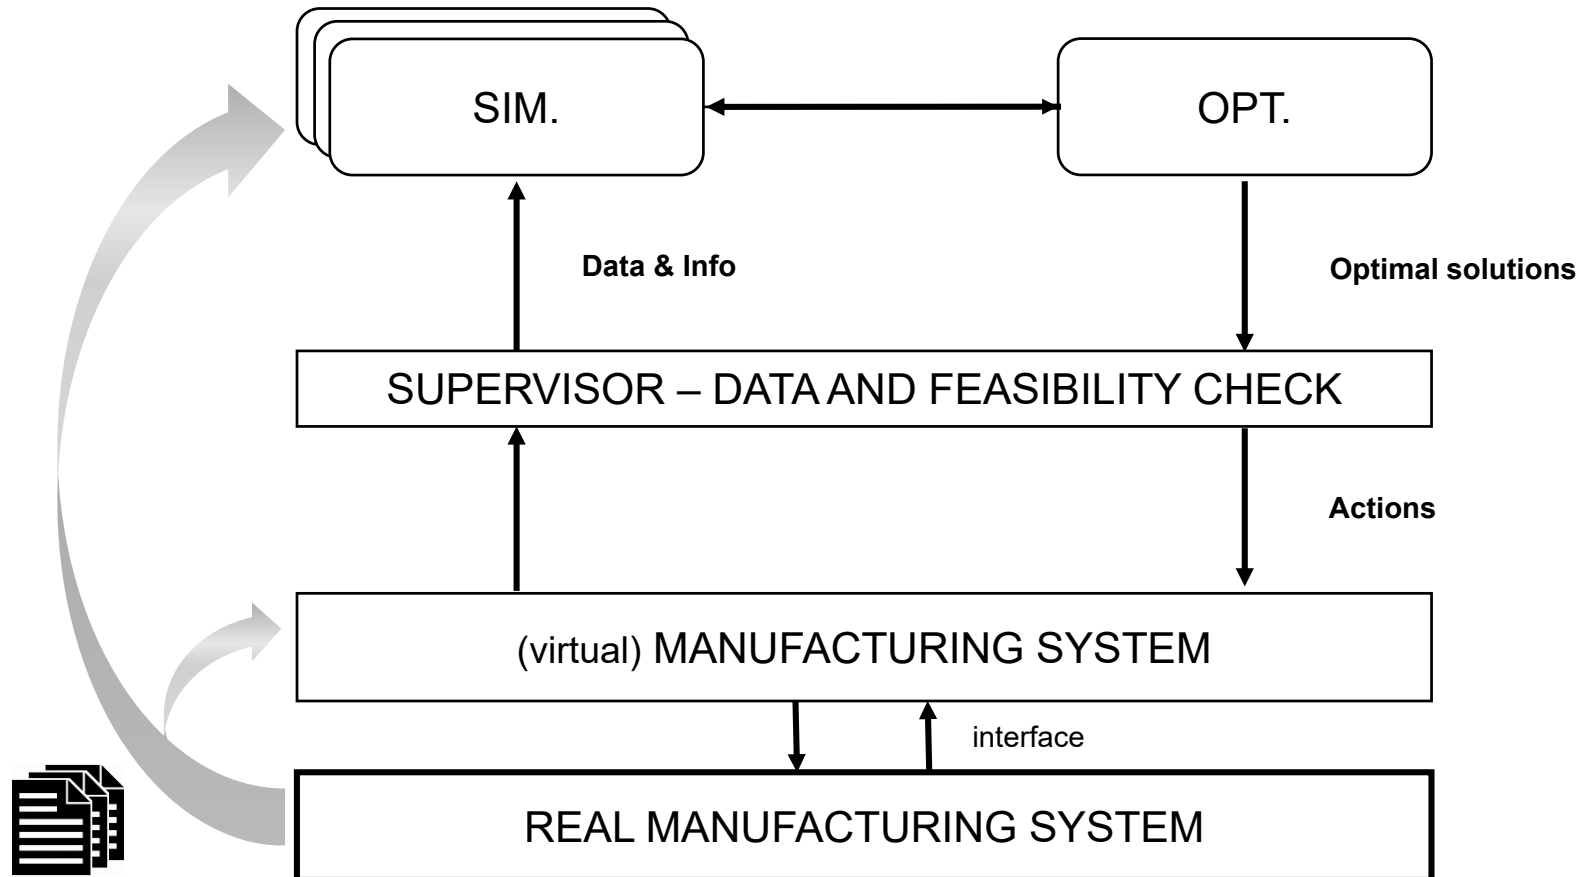 SIM.
OPT.
Data & Info
Optimal solutions
SUPERVISOR – DATA AND FEASIBILITY CHECK
Actions
(virtual) MANUFACTURING SYSTEM
interface
REAL MANUFACTURING SYSTEM